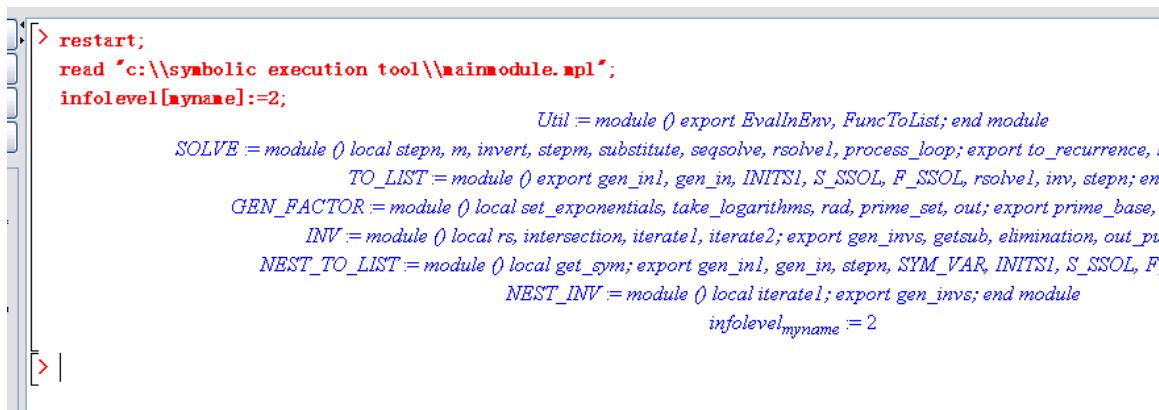 > restart;
read "c:\\symbolic execution tool\\mainmodule.mpl";
infolevel[myname]:=2;
Util := module () export EvalInEnv, FuncToList; end module
SOLVE := module () local stepn, m, invert, stepm, substitute, seqsolve, rsolve1, process_loop; export to_recurrence,
TO_LIST := module () export gen_in1, gen_in, INITS1, S_SSOL, F_SSOL, rsolve1, inv, stepn; en
GEN_FACTOR := module () local set_exponentials, take_logarithms, rad, prime_set, out; export prime_base,
INV := module () local rs, intersection, iterate1, iterate2; export gen_invs, getsub, elimination, out_pu
NEST_TO_LIST := module () local get_sym; export gen_in1, gen_in, stepn, SYM_VAR, INITS1, S_SSOL, F
NEST_INV := module () local iterate1; export gen_invs; end module
infolevel_myname := 2
>